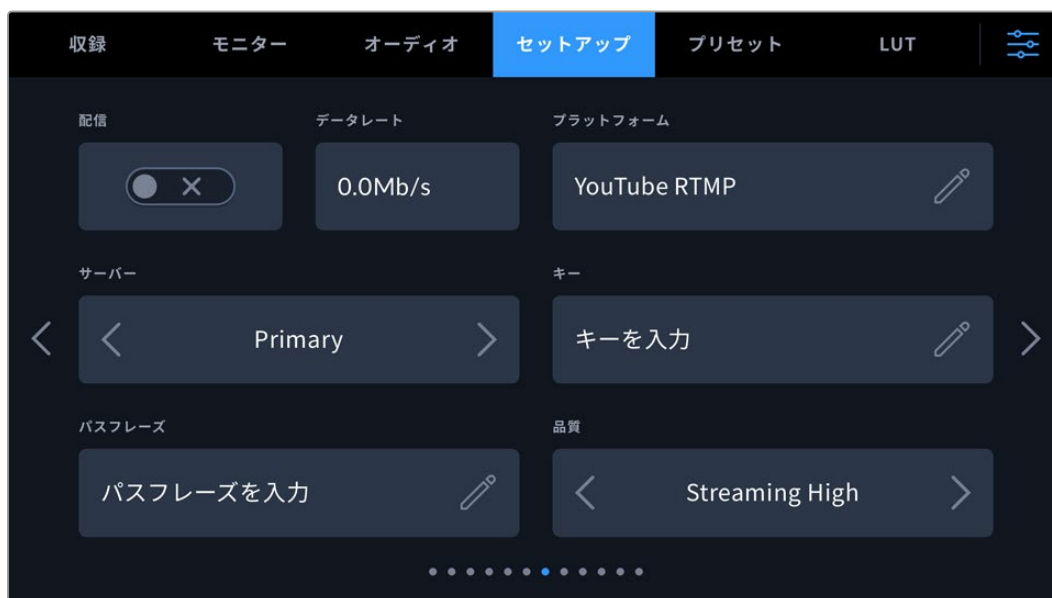 収録 モニター オーディオ セットアップ プリセット LUT
配信 データレート プラットフォーム
0.0Mb/s YouTube RTMP
サーバー キー
Primary キーを入力
パスフレーズ 品質
パスフレーズを入力 Streaming High